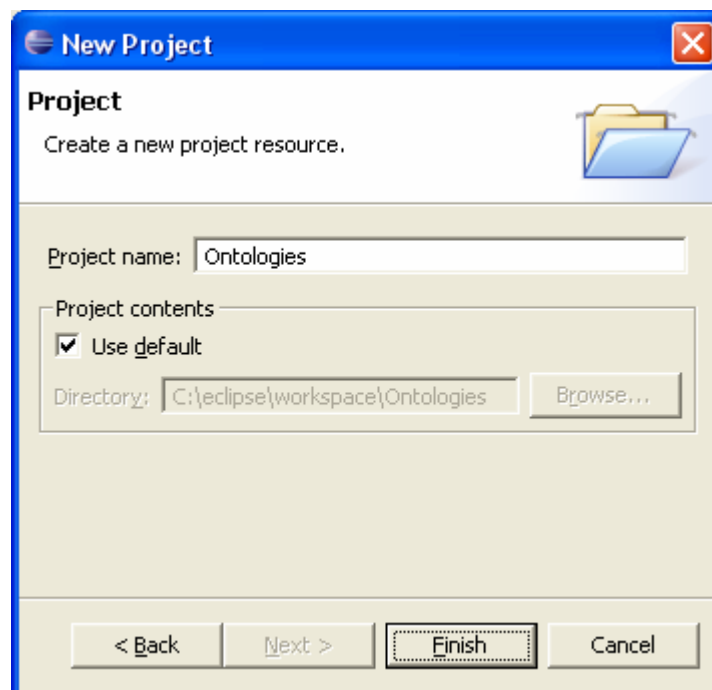 New Project
Project
Create a new project resource.
Project name: Ontologies
Project contents
Use default
Directory: C:\eclipse\workspace\Ontologies Browse...
< Back Next > Finish Cancel